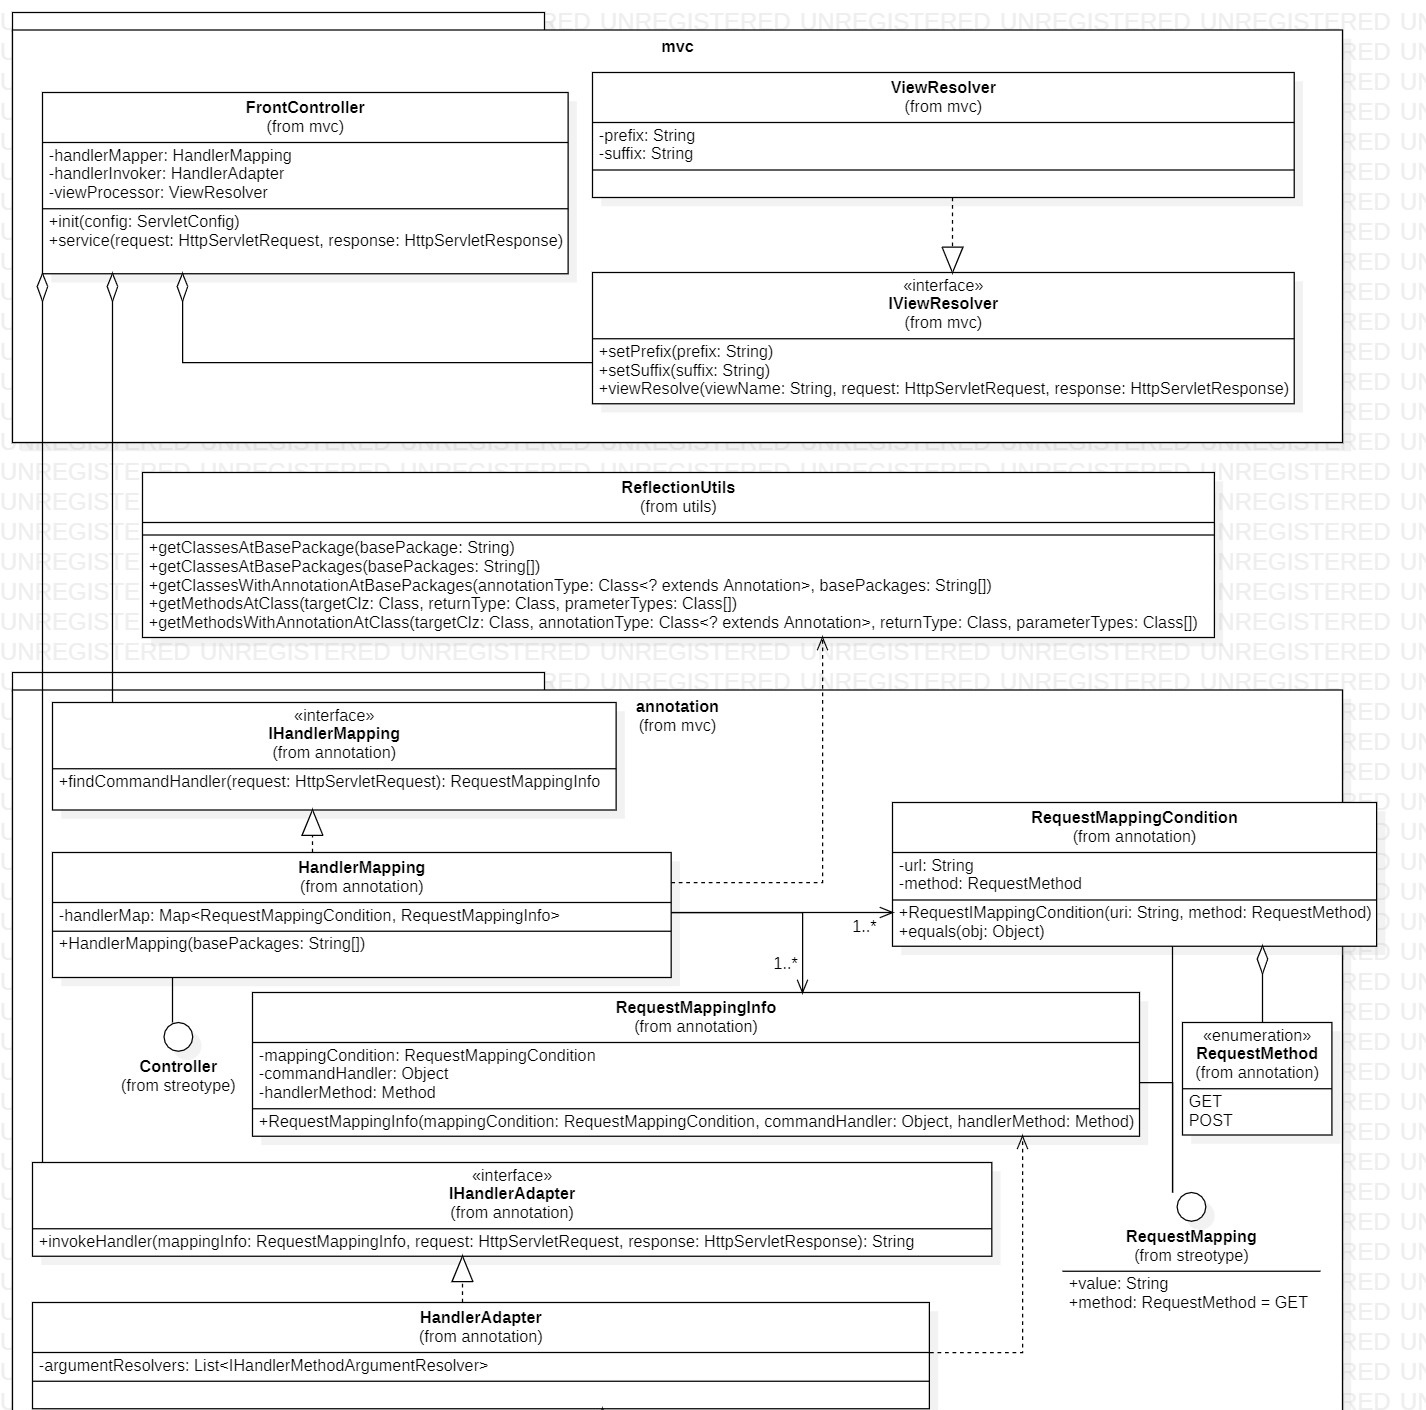 mvc
FrontController
(from mvc)
-handlerMapper: HandlerMapping
-handlerInvoker: HandlerAdapter
-viewProcessor: ViewResolver
+init(config: ServletConfig)
+service(request: HttpServletRequest, response: HttpServletResponse)
ViewResolver
(from mvc)
-prefix: String
-suffix: String
«interface»
IViewResolver
(from mvc)
+setPrefix(prefix: String)
+setSuffix(suffix: String)
+viewResolve(viewName: String, request: HttpServletRequest, response: HttpServletResponse)
ReflectionUtils
(from utils)
+getClassesAtBasePackage(basePackage: String)
+getClassesAtBasePackages(basePackages: String[])
+getClassesWithAnnotationAtBasePackages(annotationType: Class<? extends Annotation>, basePackages: String[])
+getMethodsAtClass(targetClz: Class, returnType: Class, prameterTypes: Class[])
+getMethodsWithAnnotationAtClass(targetClz: Class, annotationType: Class<? extends Annotation>, returnType: Class, parameterTypes: Class[])
annotation
(from mvc)
«interface»
IHandlerMapping
(from annotation)
+findCommandHandler(request: HttpServletRequest): RequestMappingInfo
HandlerMapping
(from annotation)
-handlerMap: Map<RequestMappingCondition, RequestMappingInfo>
+HandlerMapping(basePackages: String[])
RequestMappingCondition
(from annotation)
-url: String
-method: RequestMethod
+RequestIMappingCondition(uri: String, method: RequestMethod)
+equals(obj: Object)
1..*
1..*
Controller
(from streotype)
RequestMappingInfo
(from annotation)
-mappingCondition: RequestMappingCondition
-commandHandler: Object
-handlerMethod: Method
+RequestMappingInfo(mappingCondition: RequestMappingCondition, commandHandler: Object, handlerMethod: Method)
«enumeration»
RequestMethod
(from annotation)
GET
POST
«interface»
IHandlerAdapter
(from annotation)
+invokeHandler(mappingInfo: RequestMappingInfo, request: HttpServletRequest, response: HttpServletResponse): String
RequestMapping
(from streotype)
+value: String
+method: RequestMethod = GET
HandlerAdapter
(from annotation)
-argumentResolvers: List<IHandlerMethodArgumentResolver>